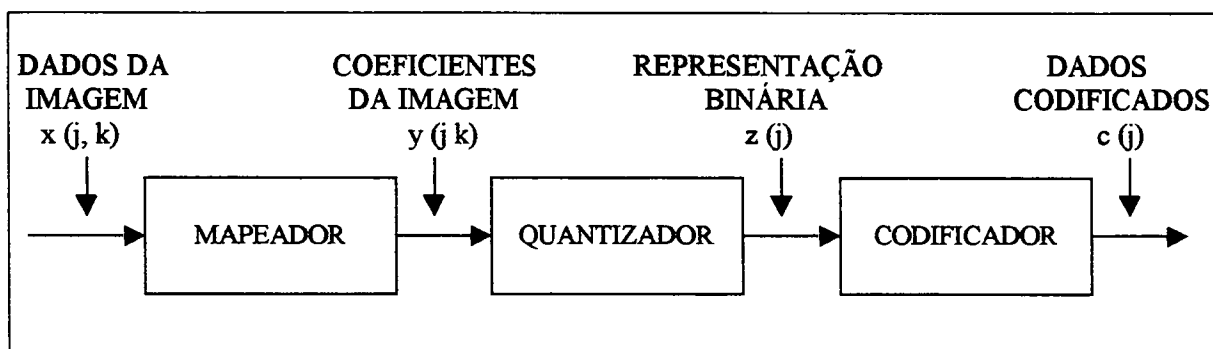 DADOS DA
IMAGEM
x (j, k)
COEFICIENTES
DA IMAGEM
y (j k)
REPRESENTAÇÃO
BINÁRIA
z (j)
DADOS
CODIFICADOS
c (j)
MAPEADOR
QUANTIZADOR
CODIFICADOR